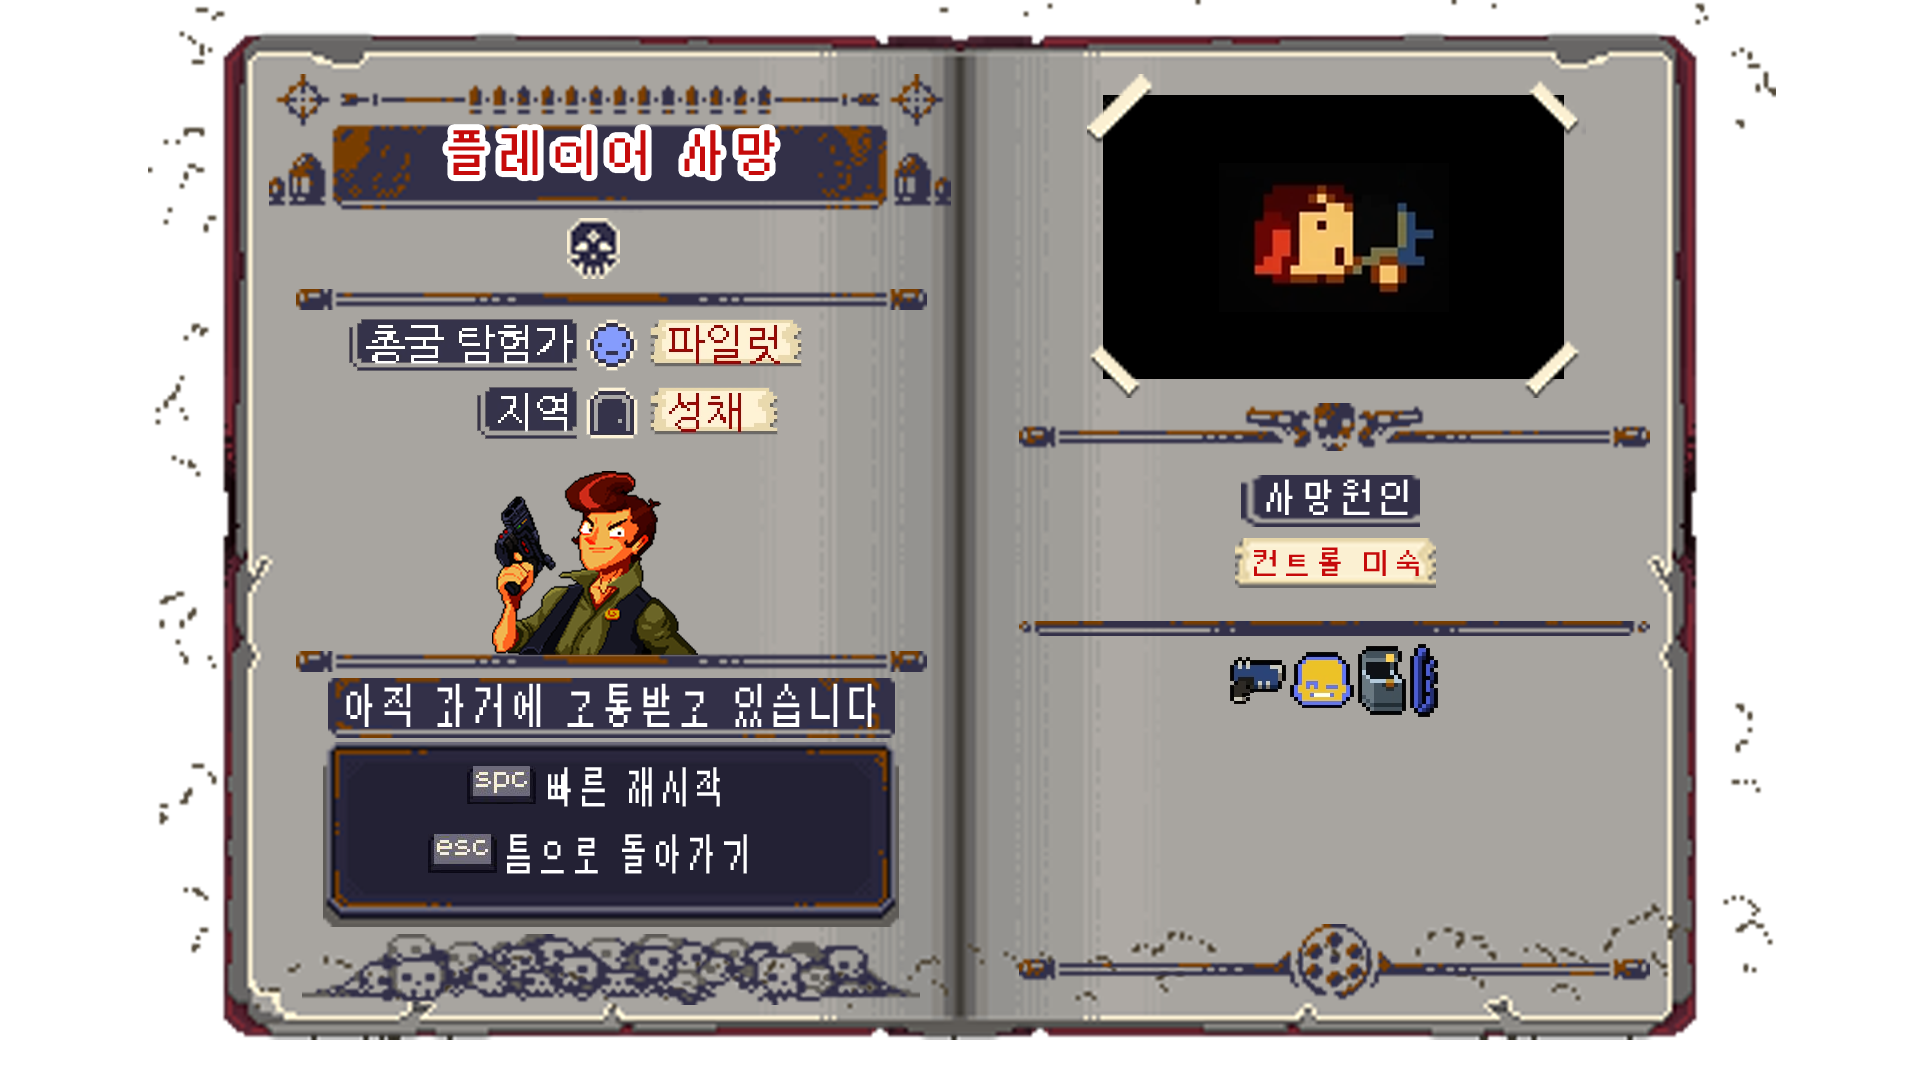 플레이어 사망
총굴 탐험가 파일럿
지역 성채
아직 과거에 고통받고 있습니다
spc 빠른 재시작
esc 틈으로 돌아가기
사망원인
컨트롤 미숙